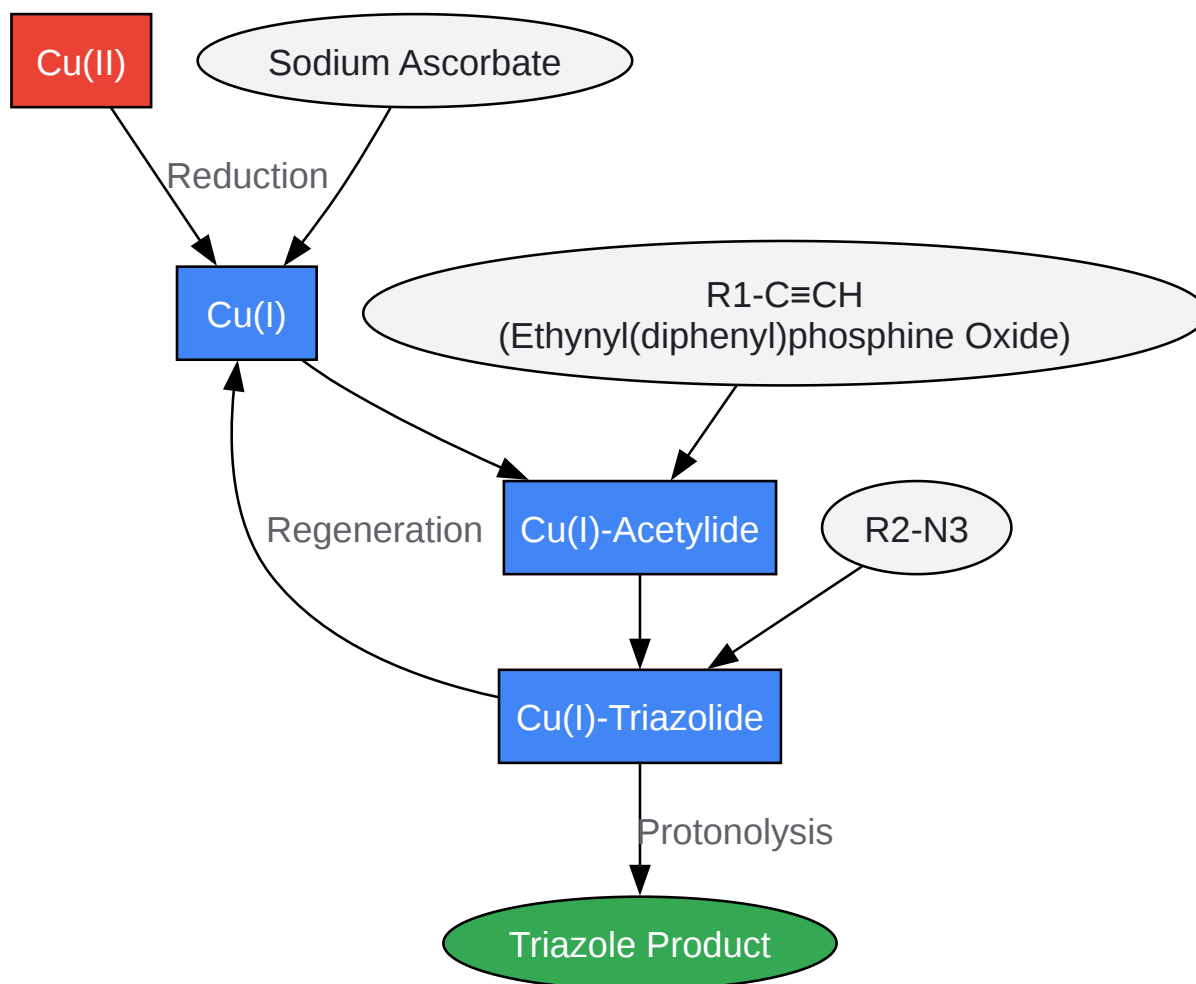 Cu(II)
Sodium Ascorbate
Reduction
Cu(I)
R1-C≡CH
(Ethynyl(diphenyl)phosphine Oxide)
Regeneration
Cu(I)-Acetylide
R2-N3
Cu(I)-Triazolide
Protonolysis
Triazole Product